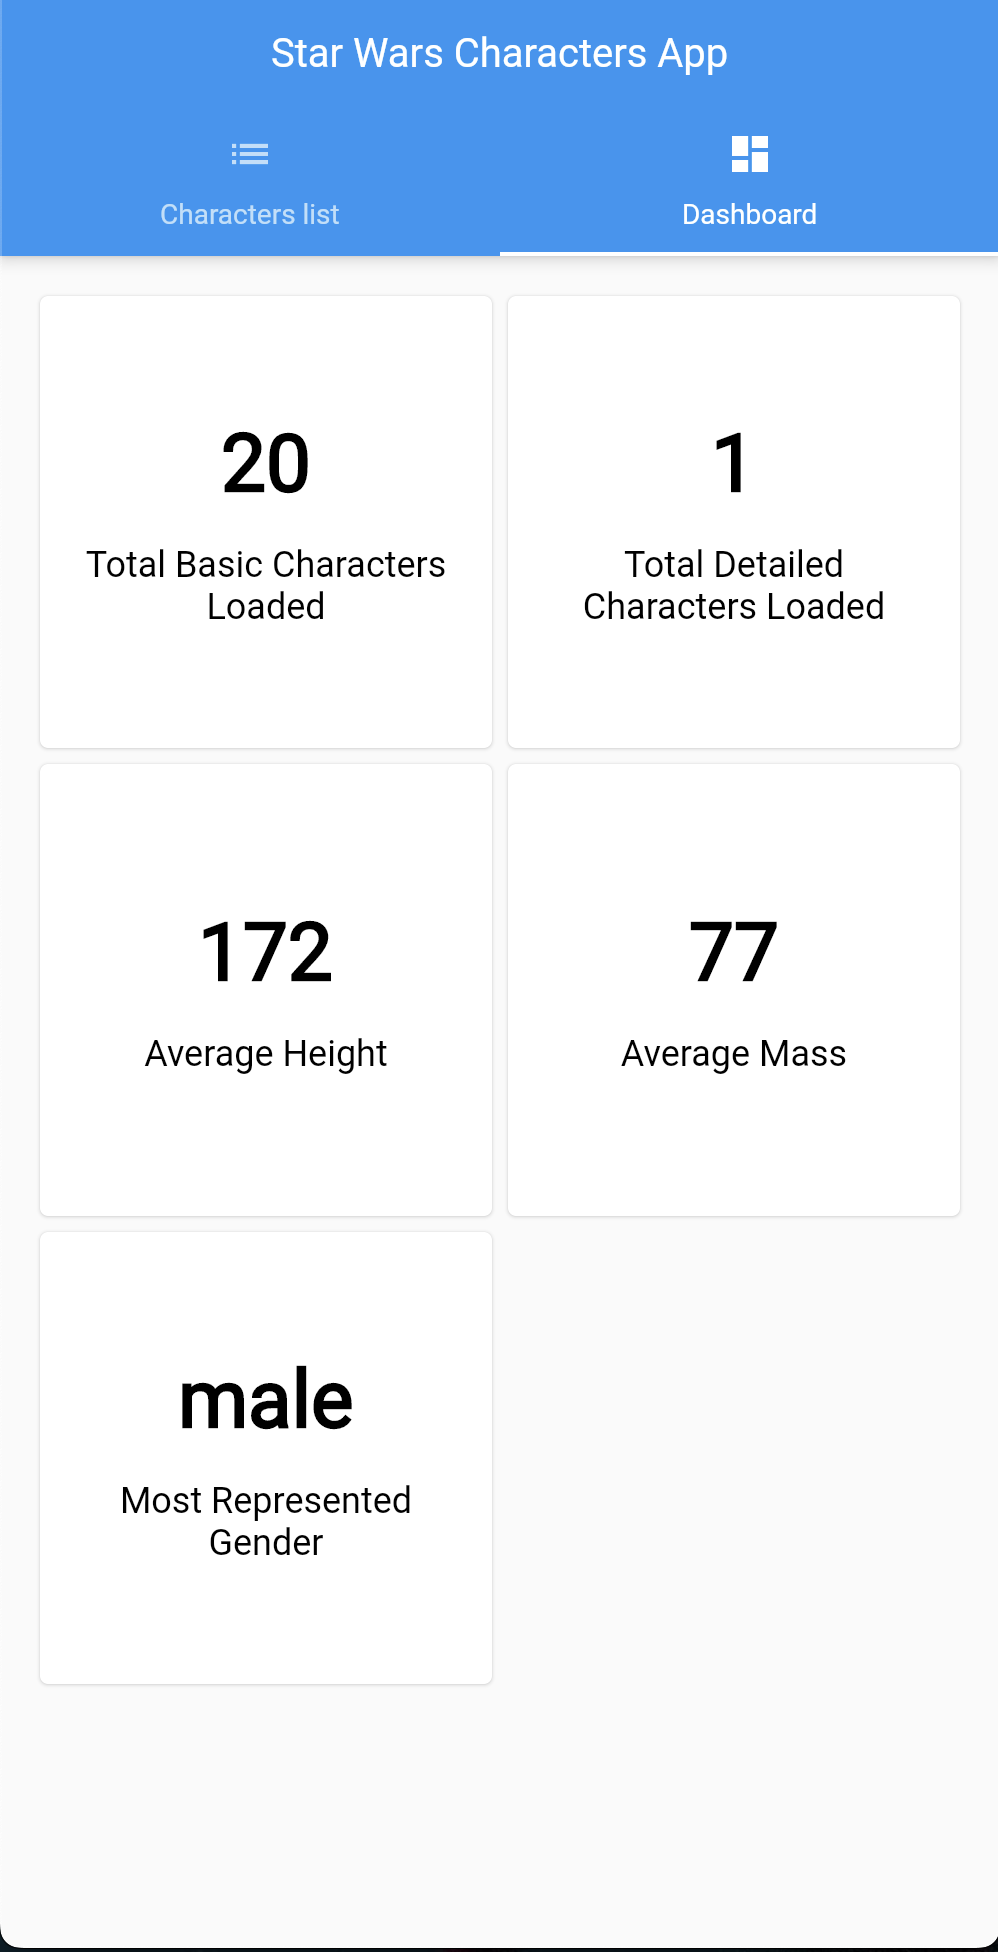 Star Wars Characters App
Characters list
Dashboard
20
Total Basic Characters
Loaded
1
Total Detailed
Characters Loaded
172
Average Height
77
Average Mass
male
Most Represented
Gender